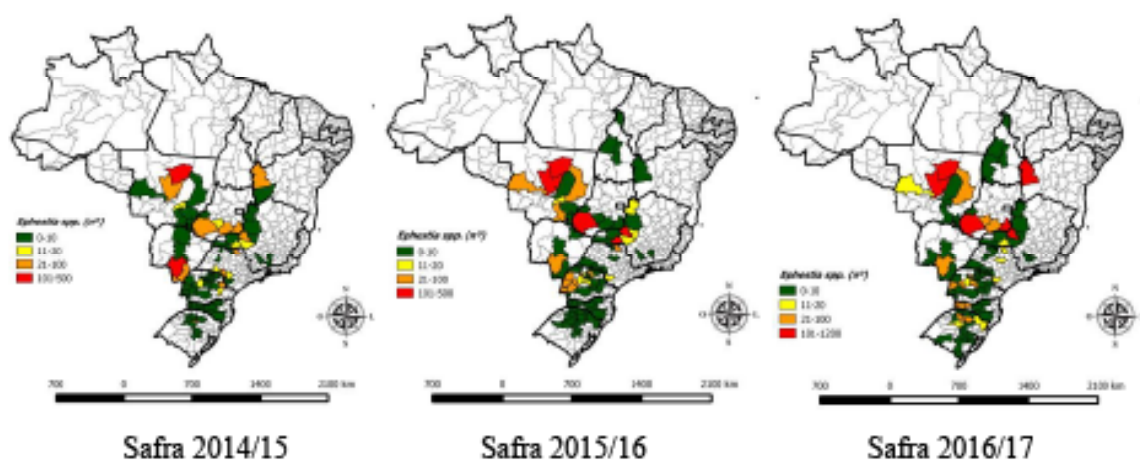 Ephestia spp. (nº)
0-10
11-20
21-100
101-500
N
O
L
S
700
0
700
1400
2100 km
Safra 2014/15
Ephestia spp. (nº)
0-10
11-20
21-100
101-500
N
O
L
S
700
0
700
1400
2100 km
Safra 2015/16
Ephestia spp. (nº)
0-10
11-20
21-100
101-1200
N
O
L
S
700
0
700
1400
2100 km
Safra 2016/17